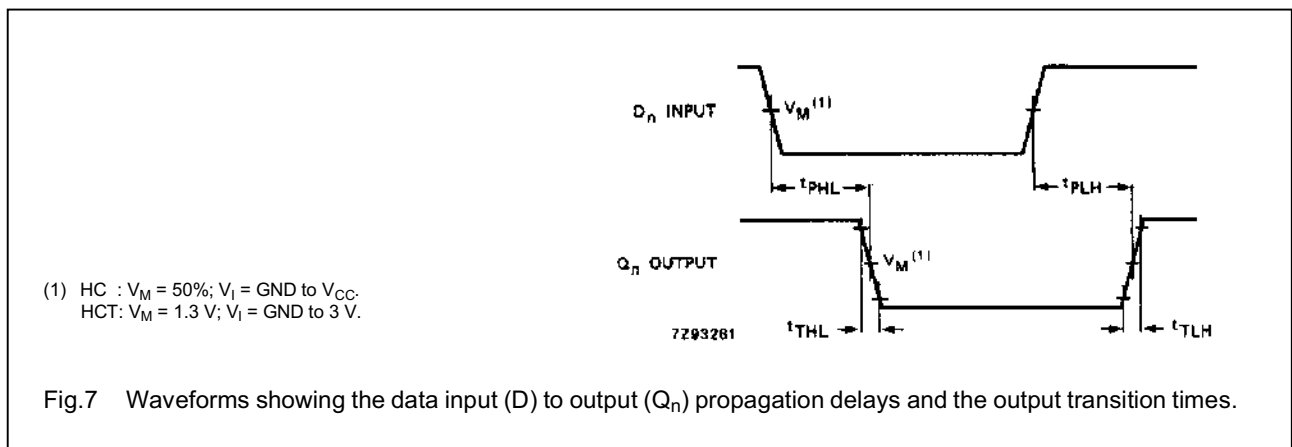 Dn INPUT
VM(1)
tPHL
tPLH
Qn OUTPUT
VM(1)
(1) HC : VM = 50%; VI = GND to VCC.
HCT: VM = 1.3 V; VI = GND to 3 V.
7Z93281
tTHL
tTLH
Fig.7 Waveforms showing the data input (D) to output (Qn) propagation delays and the output transition times.